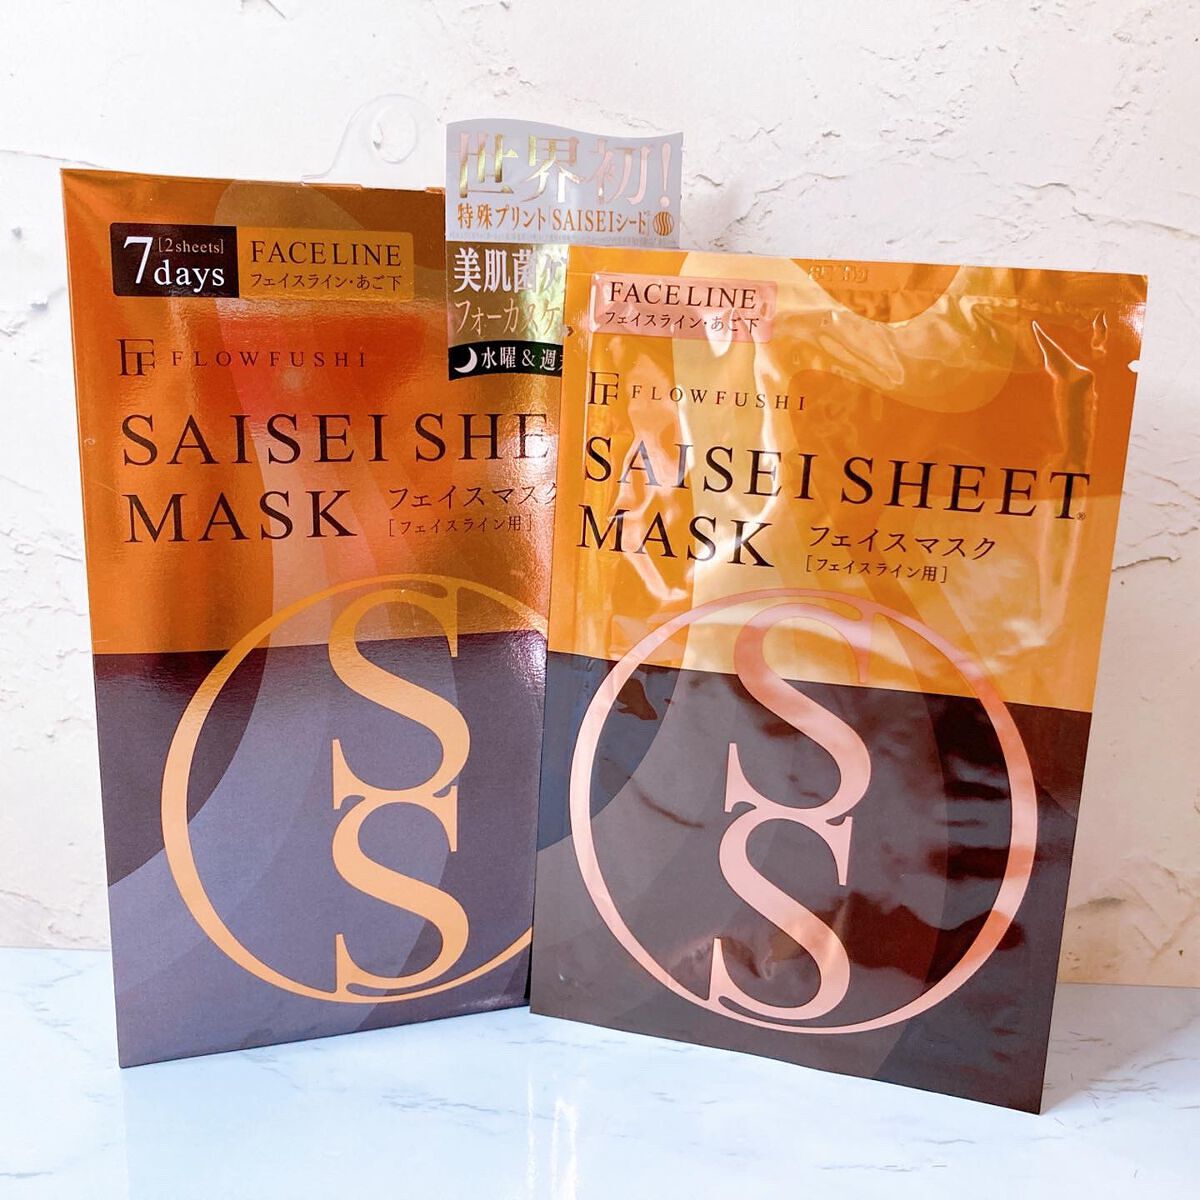 世界初!
特殊プリント「SAISEIシード」
美肌菌ケ
フォーカスケ
水曜&週
7days
[2sheets]
FACELINE
フェイスライン・あご下
FLOWFUSHI
SAISEI SHE
MASK フェイスマスク
[フェイスライン用]
SS
FACELINE
フェイスライン・あご下
FLOWFUSHI
SAISEI SHEET®
MASK フェイスマスク
[フェイスライン用]
SS